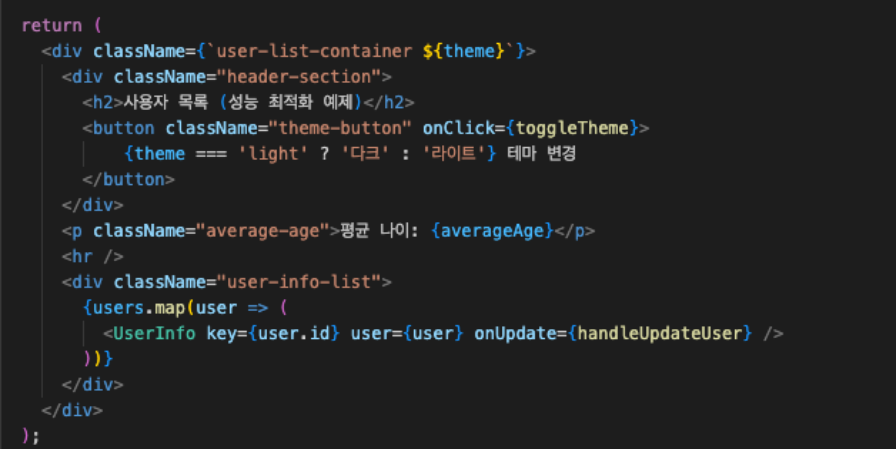 return (
<div className={`user-list-container ${theme}`}>
<div className="header-section">
<h2>사용자 목록 (성능 최적화 예제)</h2>
<button className="theme-button" onClick={toggleTheme}>
{theme === 'light' ? '다크' : '라이트'} 테마 변경
</button>
</div>
<p className="average-age">평균 나이: {averageAge}</p>
<hr />
<div className="user-info-list">
{users.map(user => (
<UserInfo key={user.id} user={user} onUpdate={handleUpdateUser} />
))}
</div>
</div>
);